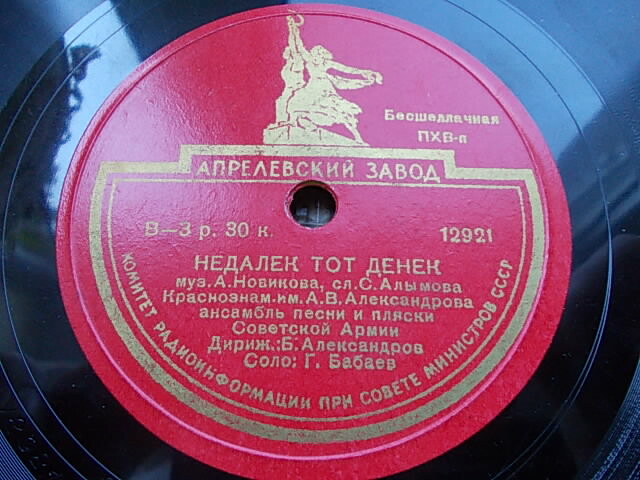 Бесшеллачная
ПХВ-п
АПРЕЛЕВСКИЙ ЗАВОД
В—3 р. 30 к.
12921
НЕДАЛЕК ТОТ ДЕНЕК
муз. А. Новикова, сл. С. Алымова
Краснознам. им. А. В. Александрова
ансамбль песни и пляски
Советской Армии
Дириж.: Б. Александров
Соло: Г. Бабаев
КОМИТЕТ РАДИОИНФОРМАЦИИ ПРИ СОВЕТЕ МИНИСТРОВ СССР